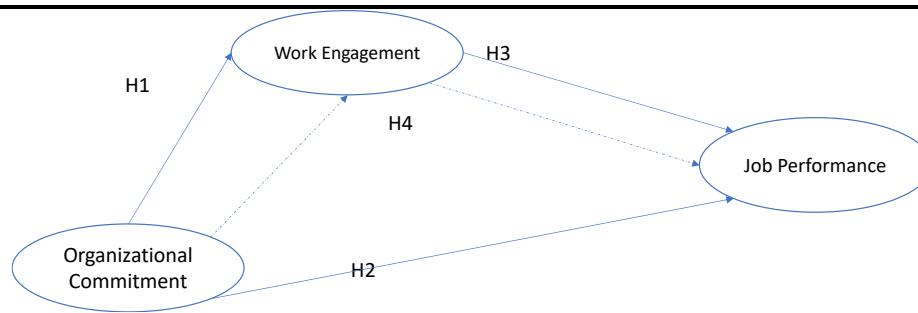 Work Engagement
H3
H1
H4
Job Performance
Organizational
Commitment
H2